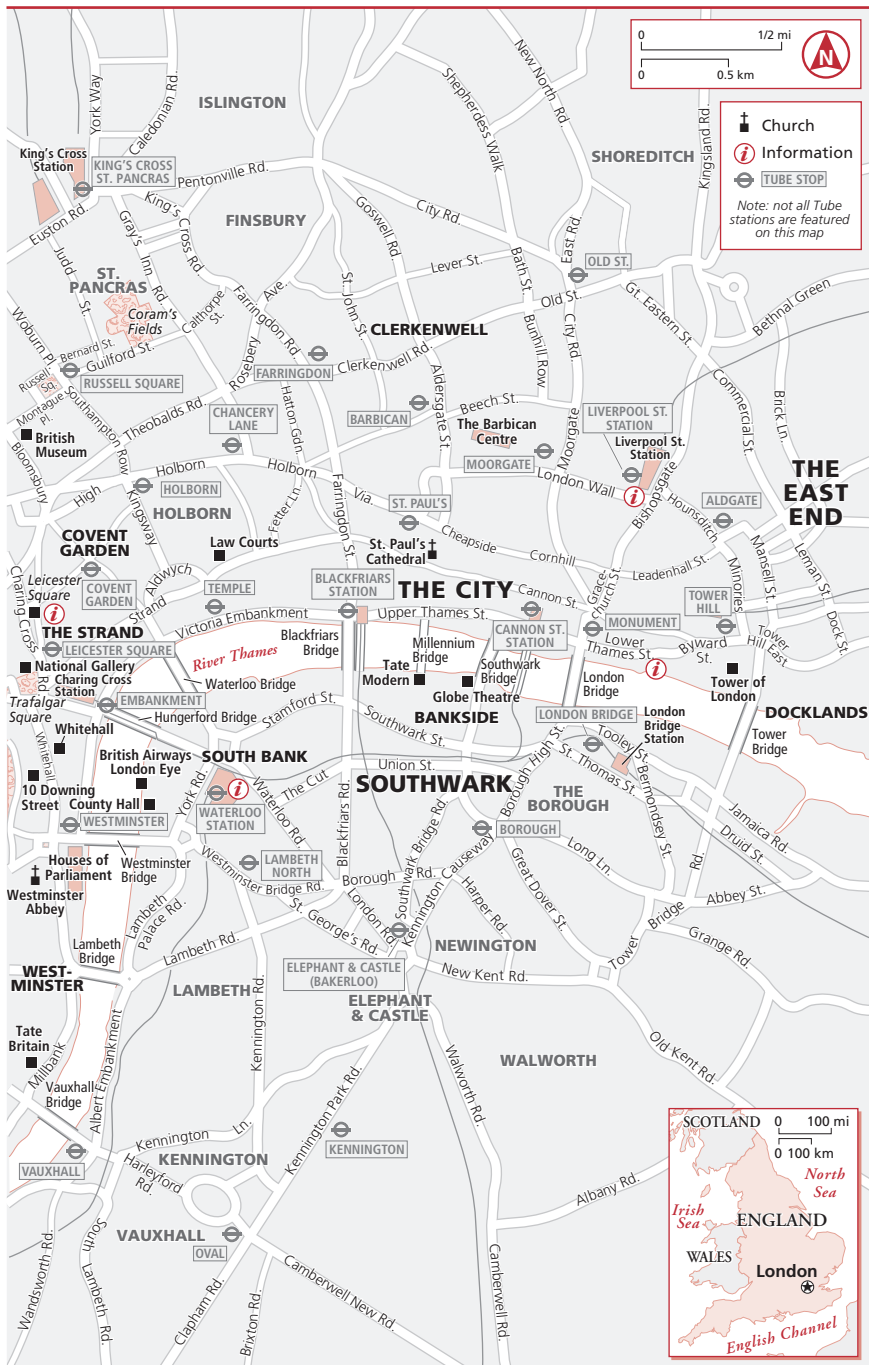 0 1/2 mi
0 0.5 km
N
Church
Information
TUBE STOP
Note: not all Tube
stations are featured
on this map
ISLINGTON
York Way
Caledonian Rd.
Shepherdess Walk
New North Rd.
Kingsland Rd.
SHOREDITCH
King's Cross
Station
KING'S CROSS
ST. PANCRAS
Pentonville Rd.
Euston Rd.
FINSBURY
King's Cross Rd
Gray's Inn Rd
Judd St.
Goswell Rd.
City Rd.
East Rd.
Lever St.
Bath St.
OLD ST.
Old St.
Gt. Eastern St.
Bethnal Green
ST.
PANCRAS
Coram's
Fields
Calthorpe
St.
Farringdon Rd.
Ave.
Rosebery
St. John St.
CLERKENWELL
Clerkenwell Rd.
City Rd.
Bunhill Row
Woburn Pl.
Bernard St.
Guilford St.
Russell
Sq.
RUSSELL SQUARE
FARRINGDON
Montague
Pl.
Southampton Row
Theobalds Rd.
Hatton Gdn.
Aldersgate St.
Beech St.
BARBICAN
The Barbican
Centre
Moorgate
MOORGATE
LIVERPOOL ST.
STATION
Liverpool St.
Station
Commercial St.
Brick Ln.
CHANCERY
LANE
British
Museum
Bloomsbury
High
Holborn
Holborn
HOLBORN
HOLBORN
Kingsway
Fetter Ln.
Farringdon St.
Via.
ST. PAUL'S
London Wall
Bishopsgate
Hounsditch
ALDGATE
THE
EAST
END
COVENT
GARDEN
Law Courts
St. Paul's
Cathedral
Cheapside
Cornhill
Leadenhall St.
Minories
Mansell St.
Leman St.
Dock St.
Charing Cross Rd
Leicester
Square
COVENT
GARDEN
Aldwych
Strand
TEMPLE
BLACKFRIARS
STATION
THE CITY
Cannon St.
Grace-
church St.
TOWER
HILL
THE STRAND
Victoria Embankment
Upper Thames St.
CANNON ST.
STATION
MONUMENT
Lower
Thames St.
Byward
St.
Tower
Hill East
LEICESTER SQUARE
River Thames
Blackfriars
Bridge
Millennium
Bridge
Southwark
Bridge
National Gallery
Charing Cross
Station
Waterloo Bridge
Tate
Modern
Globe Theatre
London
Bridge
Tower of
London
Trafalgar
Square
EMBANKMENT
Hungerford Bridge
Stamford St.
Southwark St.
BANKSIDE
LONDON BRIDGE
London
Bridge
Station
DOCKLANDS
Tower
Bridge
Whitehall
Whitehall
British Airways
London Eye
SOUTH BANK
Union St.
The Cut
SOUTHWARK
Borough High St.
Tooley St.
St. Thomas St.
Bermondsey St.
10 Downing
Street
County Hall
York Rd.
WATERLOO
STATION
Waterloo Rd.
Blackfriars Rd.
THE
BOROUGH
Jamaica Rd.
Druid St.
WESTMINSTER
Houses of
Parliament
Westminster
Bridge
LAMBETH
NORTH
Southwark Bridge Rd.
BOROUGH
Long Ln.
Westminster
Abbey
Westminster Bridge Rd.
Borough Rd.
Kennington Causeway
Harper Rd.
Great Dover St.
Tower Bridge Rd.
Abbey St.
Grange Rd.
Lambeth
Palace Rd.
London Rd.
St. George's Rd.
Lambeth
Bridge
Lambeth Rd.
NEWINGTON
WEST-
MINSTER
LAMBETH
ELEPHANT & CASTLE
(BAKERLOO)
New Kent Rd.
ELEPHANT
& CASTLE
Tate
Britain
Millbank
Kennington Rd.
WALWORTH
Old Kent Rd.
Vauxhall
Bridge
Albert Embankment
Walworth Rd.
Kennington Park Rd.
Kennington Ln.
KENNINGTON
KENNINGTON
VAUXHALL
Harleyford
Rd.
Albany Rd.
VAUXHALL
OVAL
Wandsworth Rd.
South Lambeth Rd.
Clapham Rd.
Brixton Rd.
Camberwell New Rd.
Camberwell Rd.
SCOTLAND
0 100 mi
0 100 km
North
Sea
Irish
Sea
ENGLAND
WALES
London
English Channel